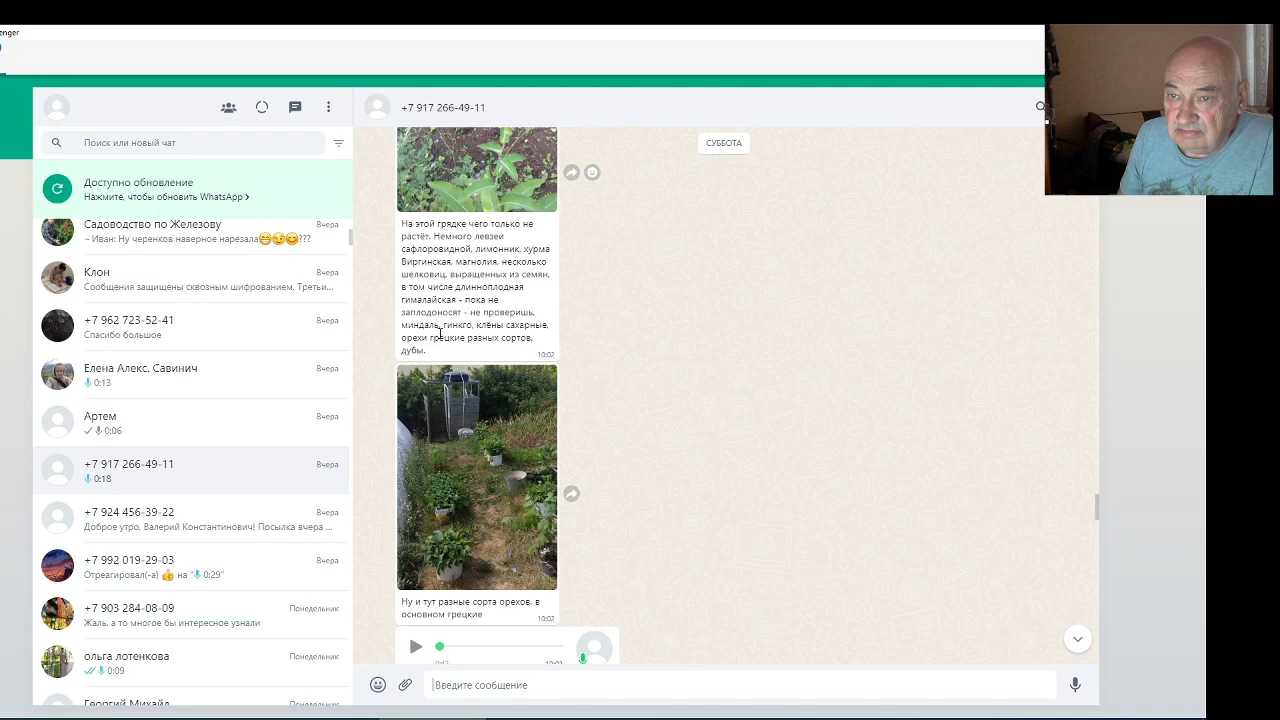 enger
+7 917 266-49-11
Поиск или новый чат
Доступно обновление
Нажмите, чтобы обновить WhatsApp
Садоводство по Железову
Вчера
~ Иван: Ну черенков наверное нарезала😁😉😊???
Клон
Вчера
Сообщения защищены сквозным шифрованием. Третьи...
+7 962 723-52-41
Вчера
Спасибо большое
Елена Алекс. Савинич
Вчера
0:13
Артем
Вчера
0:06
+7 917 266-49-11
Вчера
0:18
+7 924 456-39-22
Вчера
Доброе утро, Валерий Константинович! Посылка вчера ...
+7 992 019-29-03
Вчера
Отреагировал(-а) 👍 на "0:29"
+7 903 284-08-09
Понедельник
Жаль, а то многое бы интересное узнали
ольга лотенкова
Понедельник
0:09
Георгий Михайл
СУББОТА
На этой грядке чего только не
растёт. Немного левзеи
сафлоровидной, лимонник, хурма
Виргинская, магнолия, несколько
шелковиц, выращенных из семян,
в том числе длинноплодная
гималайская - пока не
заплодоносят - не проверишь,
миндаль, гинкго, клёны сахарные,
орехи грецкие разных сортов,
дубы.
10:02
Ну и тут разные сорта орехов, в
основном грецкие
10:02
Введите сообщение